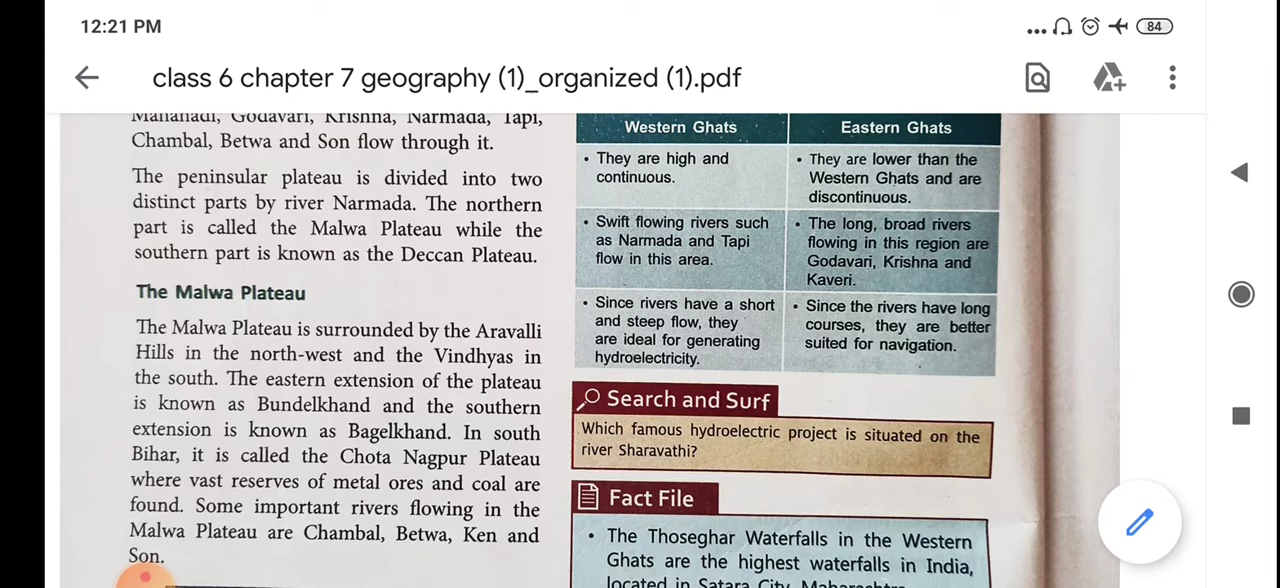 12:21 PM
84
class 6 chapter 7 geography (1)_organized (1).pdf
Mahanadi, Godavari, Krishna, Narmada, Tapi,
Chambal, Betwa and Son flow through it.
The peninsular plateau is divided into two
distinct parts by river Narmada. The northern
part is called the Malwa Plateau while the
southern part is known as the Deccan Plateau.
The Malwa Plateau
The Malwa Plateau is surrounded by the Aravalli
Hills in the north-west and the Vindhyas in
the south. The eastern extension of the plateau
is known as Bundelkhand and the southern
extension is known as Bagelkhand. In south
Bihar, it is called the Chota Nagpur Plateau
where vast reserves of metal ores and coal are
found. Some important rivers flowing in the
Malwa Plateau are Chambal, Betwa, Ken and
Son.
Western Ghats
Eastern Ghats
• They are high and
continuous.
• They are lower than the
Western Ghats and are
discontinuous.
• Swift flowing rivers such
as Narmada and Tapi
flow in this area.
• The long, broad rivers
flowing in this region are
Godavari, Krishna and
Kaveri.
• Since rivers have a short
and steep flow, they
are ideal for generating
hydroelectricity.
• Since the rivers have long
courses, they are better
suited for navigation.
Search and Surf
Which famous hydroelectric project is situated on the
river Sharavathi?
Fact File
• The Thoseghar Waterfalls in the Western
Ghats are the highest waterfalls in India,
located in Satara City, Maharashtra